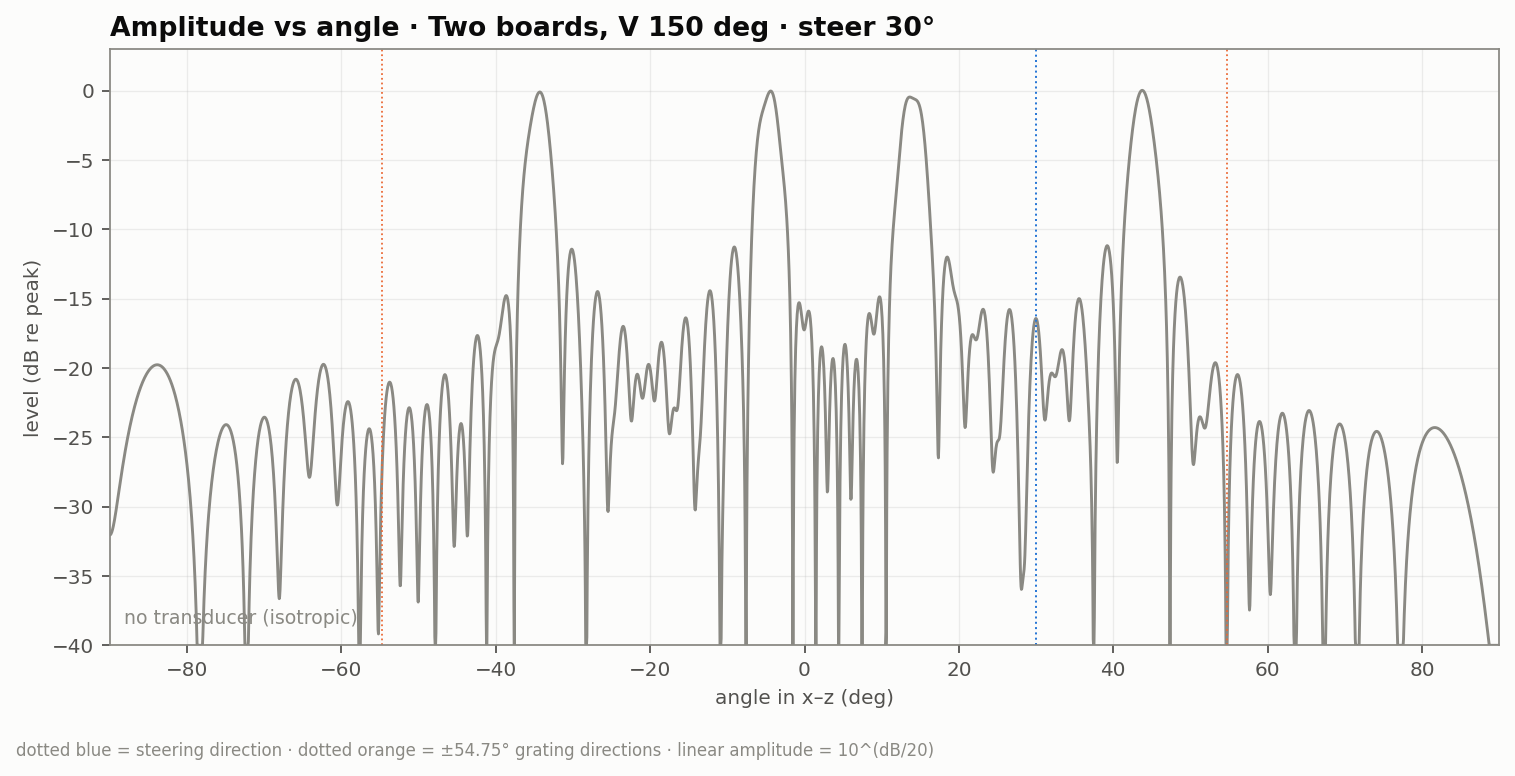 Amplitude vs angle · Two boards, V 150 deg · steer 30°
0
−5
−10
−15
−20
−25
−30
−35
−40
level (dB re peak)
no transducer (isotropic)
−80 −60 −40 −20 0 20 40 60 80
angle in x–z (deg)
dotted blue = steering direction · dotted orange = ±54.75° grating directions · linear amplitude = 10^(dB/20)